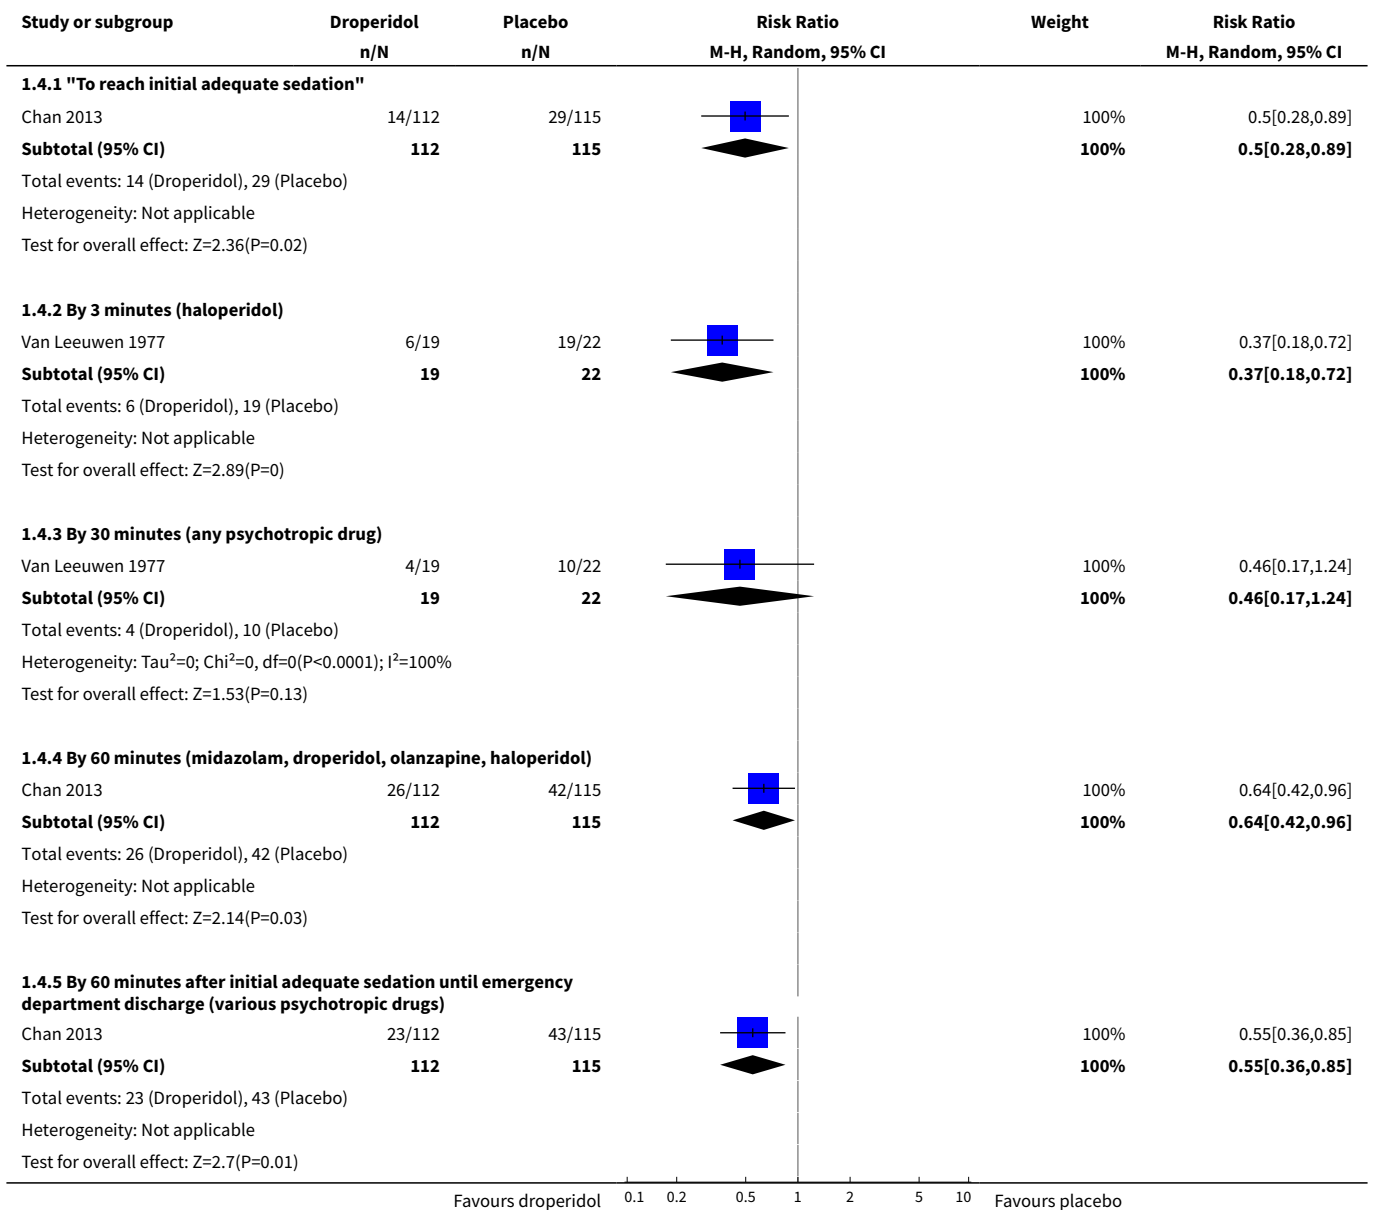 Study or subgroup Droperidol Placebo Risk Ratio Weight Risk Ratio
n/N n/N M-H, Random, 95% CI M-H, Random, 95% CI
1.4.1 "To reach initial adequate sedation"
Chan 2013 14/112 29/115 100% 0.5[0.28,0.89]
Subtotal (95% CI) 112 115 100% 0.5[0.28,0.89]
Total events: 14 (Droperidol), 29 (Placebo)
Heterogeneity: Not applicable
Test for overall effect: Z=2.36(P=0.02)
1.4.2 By 3 minutes (haloperidol)
Van Leeuwen 1977 6/19 19/22 100% 0.37[0.18,0.72]
Subtotal (95% CI) 19 22 100% 0.37[0.18,0.72]
Total events: 6 (Droperidol), 19 (Placebo)
Heterogeneity: Not applicable
Test for overall effect: Z=2.89(P=0)
1.4.3 By 30 minutes (any psychotropic drug)
Van Leeuwen 1977 4/19 10/22 100% 0.46[0.17,1.24]
Subtotal (95% CI) 19 22 100% 0.46[0.17,1.24]
Total events: 4 (Droperidol), 10 (Placebo)
Heterogeneity: Tau²=0; Chi²=0, df=0(P<0.0001); I²=100%
Test for overall effect: Z=1.53(P=0.13)
1.4.4 By 60 minutes (midazolam, droperidol, olanzapine, haloperidol)
Chan 2013 26/112 42/115 100% 0.64[0.42,0.96]
Subtotal (95% CI) 112 115 100% 0.64[0.42,0.96]
Total events: 26 (Droperidol), 42 (Placebo)
Heterogeneity: Not applicable
Test for overall effect: Z=2.14(P=0.03)
1.4.5 By 60 minutes after initial adequate sedation until emergency
department discharge (various psychotropic drugs)
Chan 2013 23/112 43/115 100% 0.55[0.36,0.85]
Subtotal (95% CI) 112 115 100% 0.55[0.36,0.85]
Total events: 23 (Droperidol), 43 (Placebo)
Heterogeneity: Not applicable
Test for overall effect: Z=2.7(P=0.01)
Favours droperidol 0.1 0.2 0.5 1 2 5 10 Favours placebo